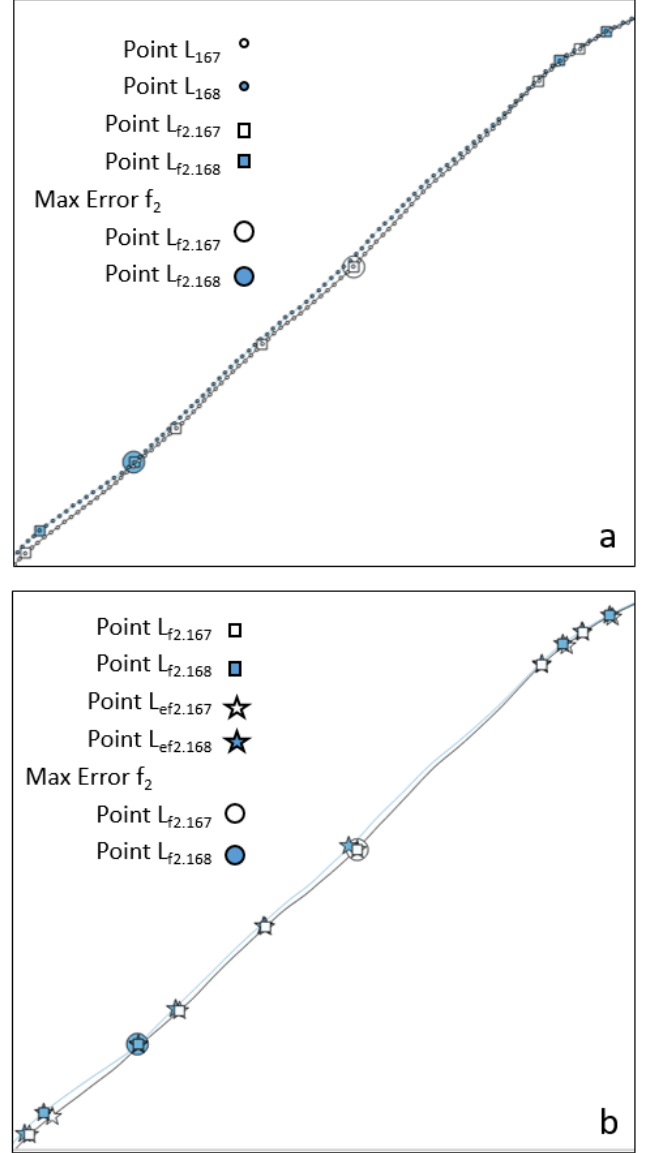 Point L167
Point L168
Point Lf2.167
Point Lf2.168
Max Error f2
Point Lf2.167
Point Lf2.168
a
Point Lf2.167
Point Lf2.168
Point Lef2.167
Point Lef2.168
Max Error f2
Point Lf2.167
Point Lf2.168
b